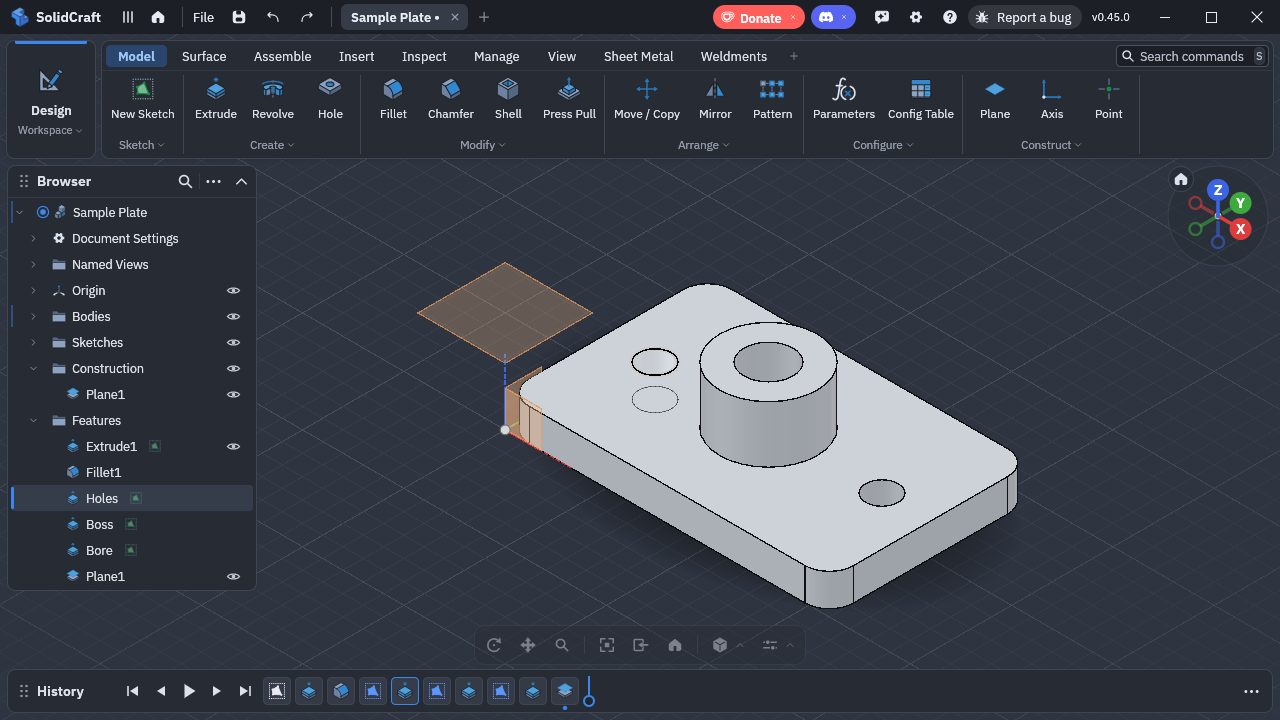 SolidCraft
File
Sample Plate •
Donate
Report a bug
v0.45.0
Design
Workspace
Model
Surface
Assemble
Insert
Inspect
Manage
View
Sheet Metal
Weldments
Search commands
S
New Sketch
Extrude
Revolve
Hole
Fillet
Chamfer
Shell
Press Pull
Move / Copy
Mirror
Pattern
Parameters
Config Table
Plane
Axis
Point
Sketch
Create
Modify
Arrange
Configure
Construct
Browser
Sample Plate
Document Settings
Named Views
Origin
Bodies
Sketches
Construction
Plane1
Features
Extrude1
Fillet1
Holes
Boss
Bore
Plane1
Z
Y
X
History